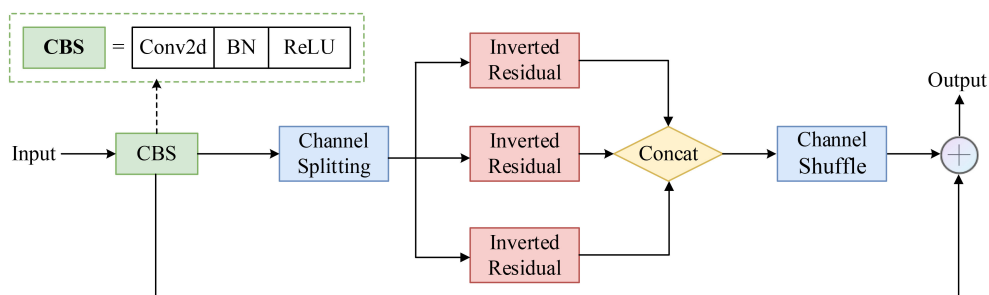 CBS = Conv2d BN ReLU
Inverted
Residual
Output
Input
CBS
Channel
Splitting
Inverted
Residual
Concat
Channel
Shuffle
Inverted
Residual